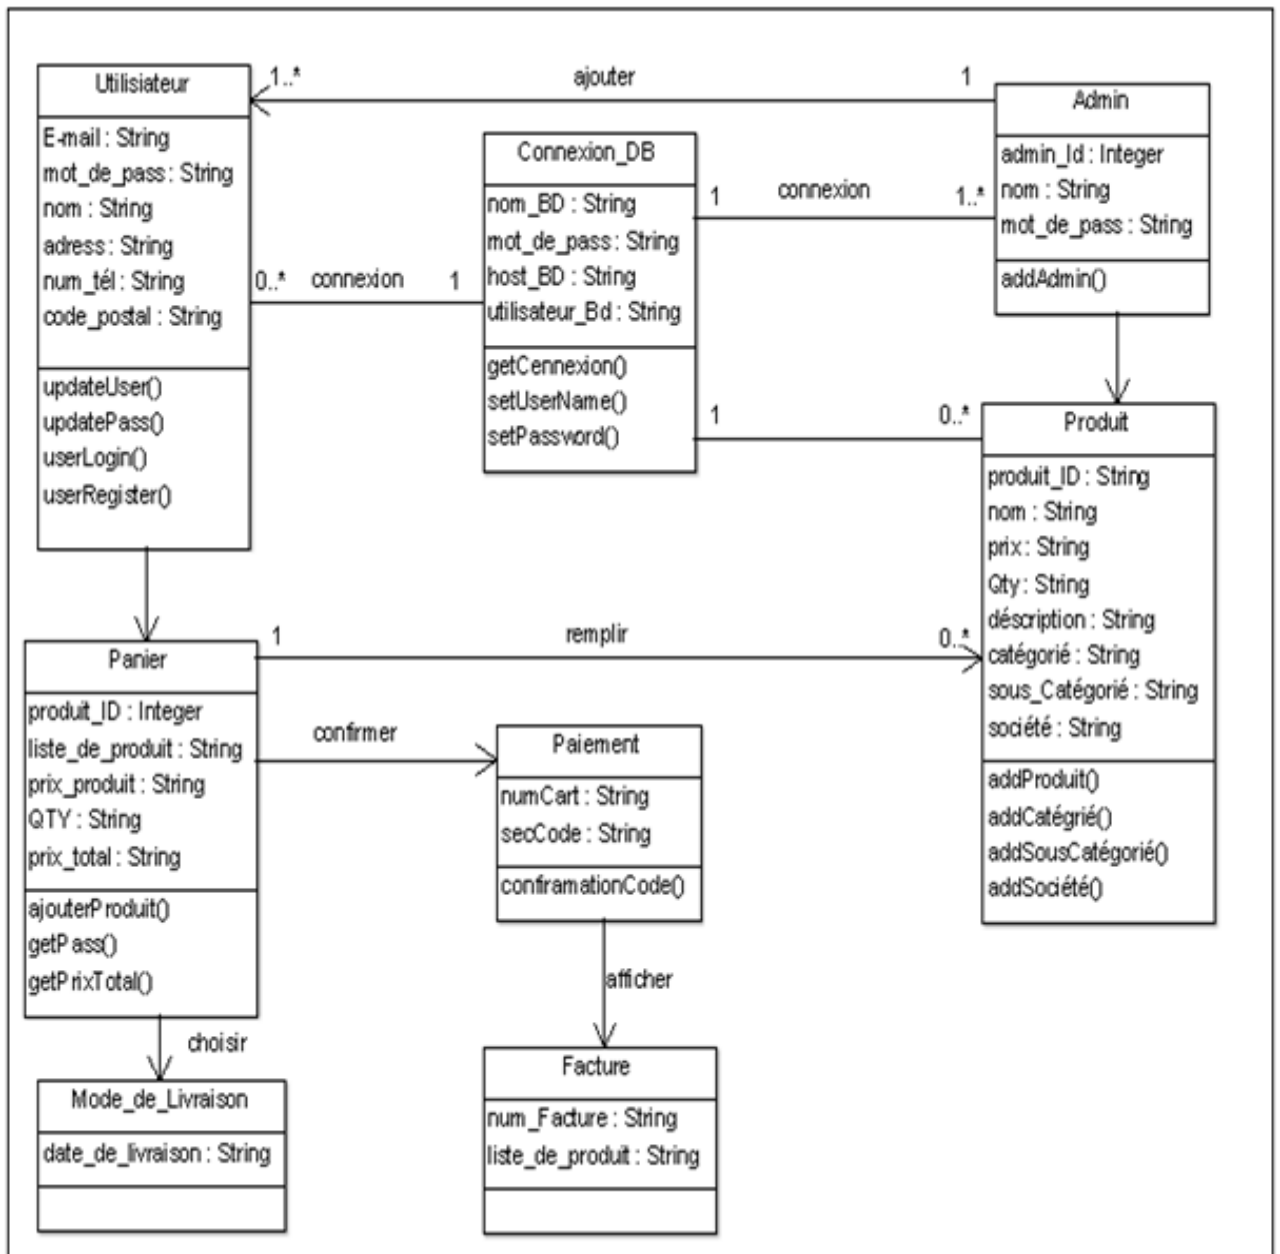 Utilisiateur
E-mail : String
mot_de_pass : String
nom : String
adress : String
num_tél : String
code_postal : String
updateUser()
updatePass()
userLogin()
userRegister()
1..*
ajouter
1
Admin
admin_Id : Integer
nom : String
mot_de_pass : String
addAdmin()
Connexion_DB
nom_BD : String
mot_de_pass : String
host_BD : String
utilisateur_Bd : String
getCennexion()
setUserName()
setPassword()
1
connexion
1..*
0..*
connexion
1
1
0..*
Produit
produit_ID : String
nom : String
prix : String
Qty : String
déscription : String
catégorié : String
sous_Catégorié : String
société : String
addProduit()
addCatégrié()
addSousCatégorié()
addSociété()
Panier
produit_ID : Integer
liste_de_produit : String
prix_produit : String
QTY : String
prix_total : String
ajouterProduit()
getPass()
getPrixTotal()
1
remplir
0..*
confirmer
Paiement
numCart : String
secCode : String
confiramationCode()
afficher
choisir
Mode_de_Livraison
date_de_livraison : String
Facture
num_Facture : String
liste_de_produit : String